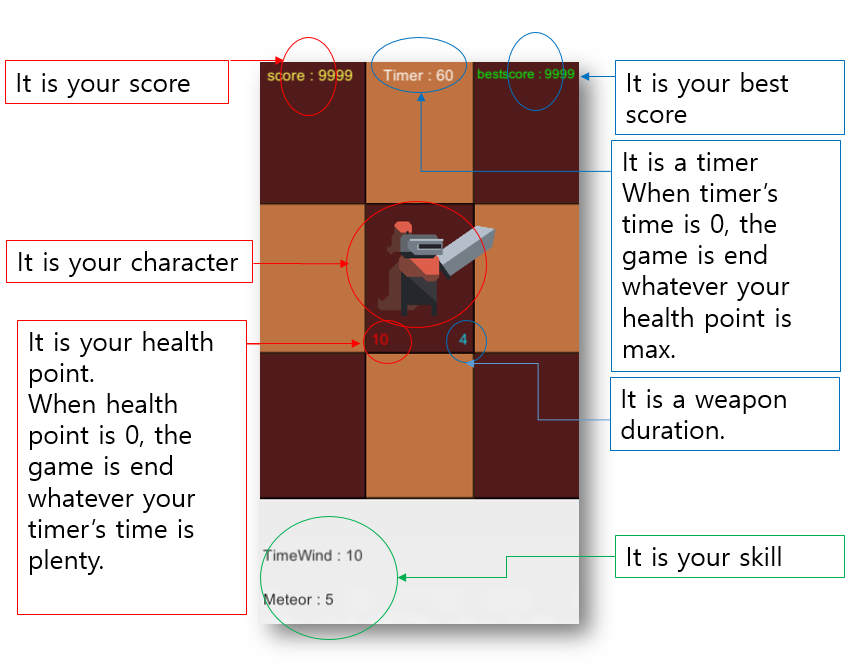 It is your score
score : 9999
Timer : 60
bestscore : 9999
It is your best
score
It is a timer
When timer's
time is 0, the
game is end
whatever your
health point is
max.
It is your character
10
4
It is your health
point.
When health
point is 0, the
game is end
whatever your
timer's time is
plenty.
It is a weapon
duration.
TimeWind : 10
Meteor : 5
It is your skill